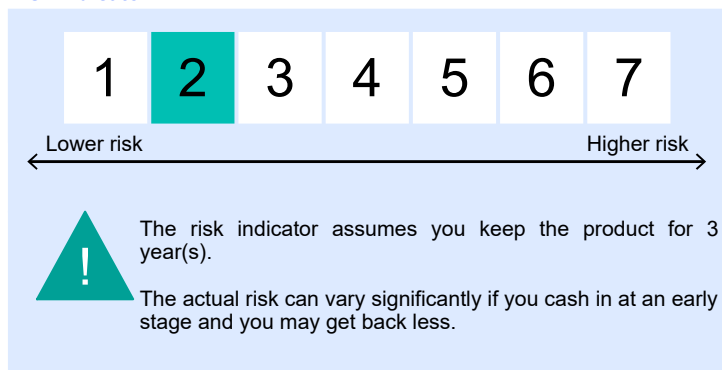 1 2 3 4 5 6 7
Lower risk Higher risk
The risk indicator assumes you keep the product for 3
year(s).
!
The actual risk can vary significantly if you cash in at an early
stage and you may get back less.